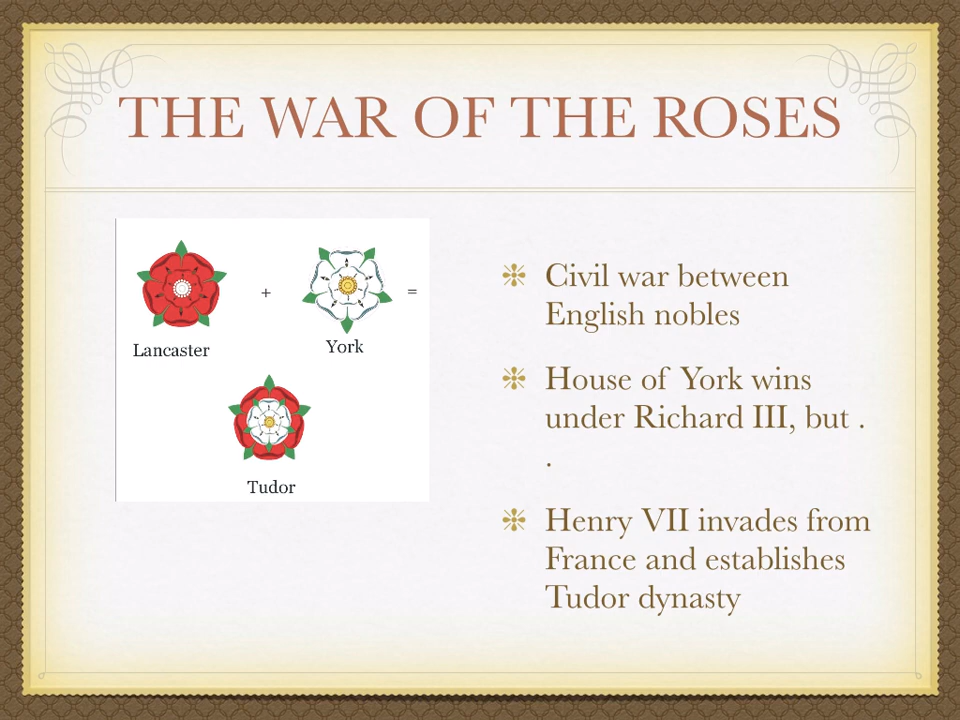 THE WAR OF THE ROSES
+
=
Lancaster
York
Tudor
❉ Civil war between
English nobles
❉ House of York wins
under Richard III, but .
.
❉ Henry VII invades from
France and establishes
Tudor dynasty